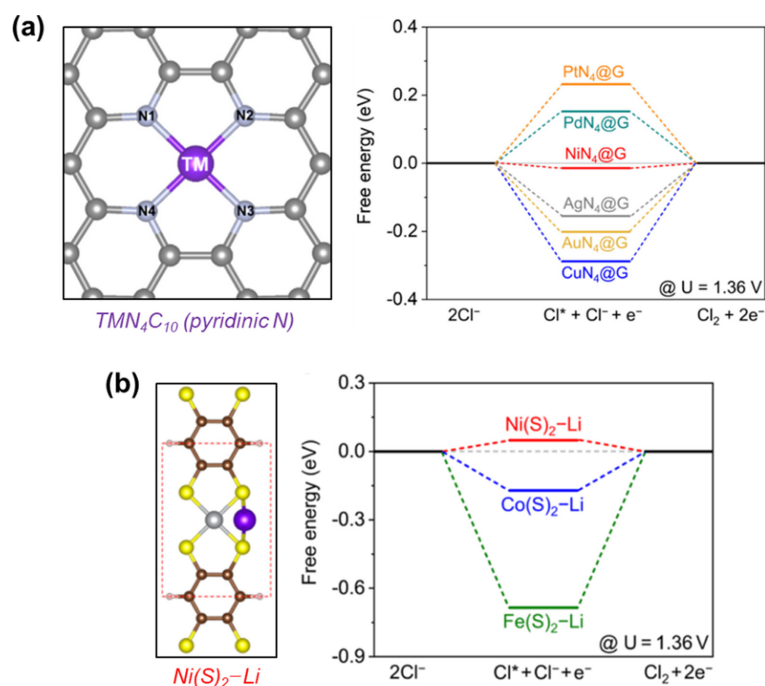 (a)
N1
N2
TM
N4
N3
TMN₄C₁₀ (pyridinic N)
Free energy (eV)
0.4
0.2
0.0
-0.2
-0.4
PtN₄@G
PdN₄@G
NiN₄@G
AgN₄@G
AuN₄@G
CuN₄@G
@ U = 1.36 V
2Cl⁻
Cl* + Cl⁻ + e⁻
Cl₂ + 2e⁻
(b)
Ni(S)₂−Li
Free energy (eV)
0.3
0.0
-0.3
-0.6
-0.9
Ni(S)₂−Li
Co(S)₂−Li
Fe(S)₂−Li
@ U = 1.36 V
2Cl⁻
Cl* + Cl⁻ + e⁻
Cl₂ + 2e⁻